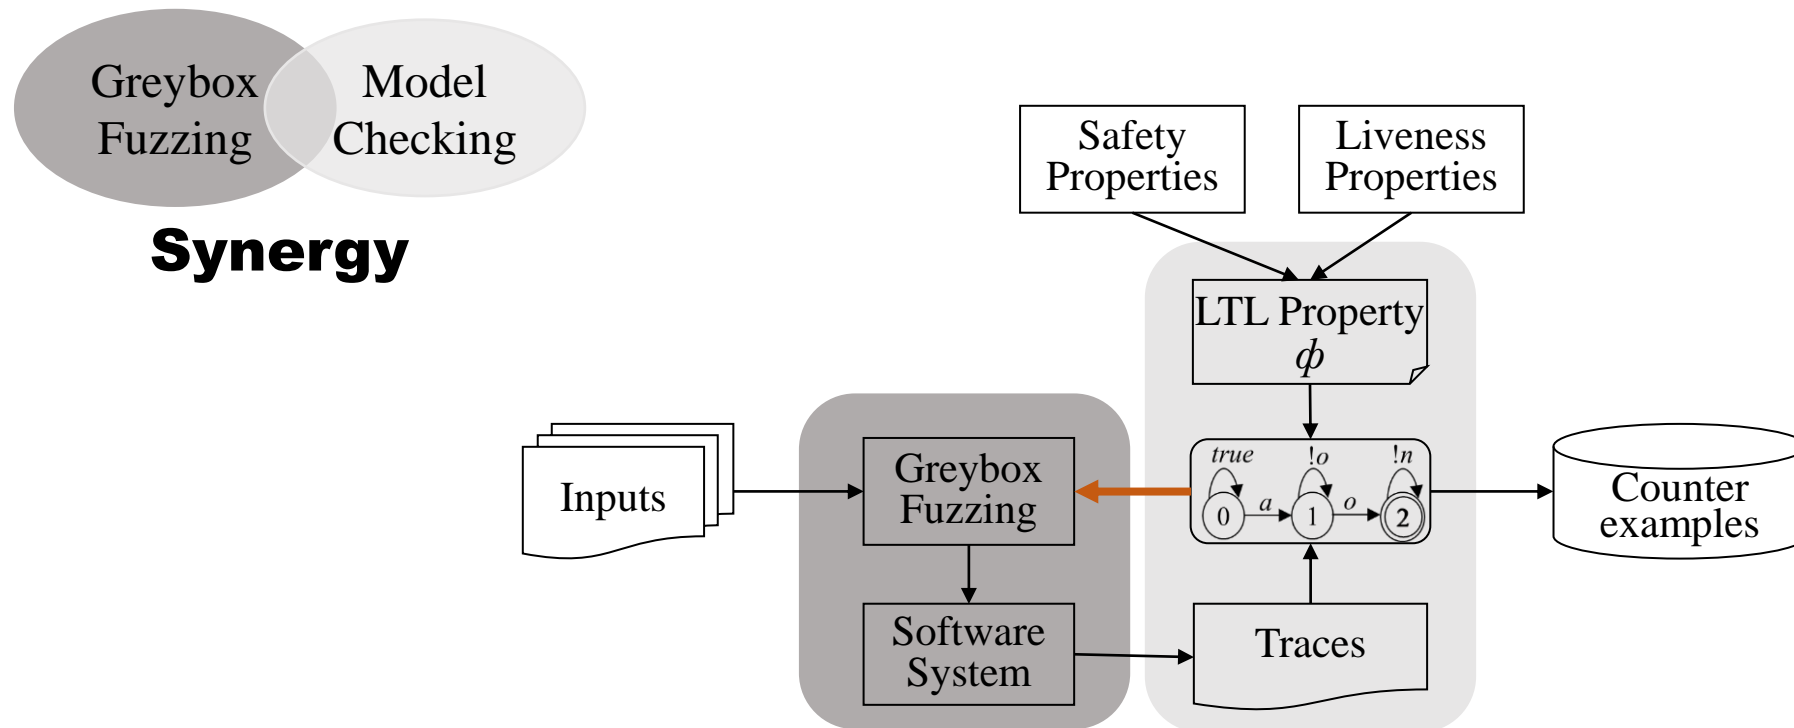 Greybox
Fuzzing
Model
Checking
Synergy
Safety
Properties
Liveness
Properties
LTL Property
ф
Inputs
Greybox
Fuzzing
true
!o
!n
0
a
1
o
2
Counter
examples
Software
System
Traces